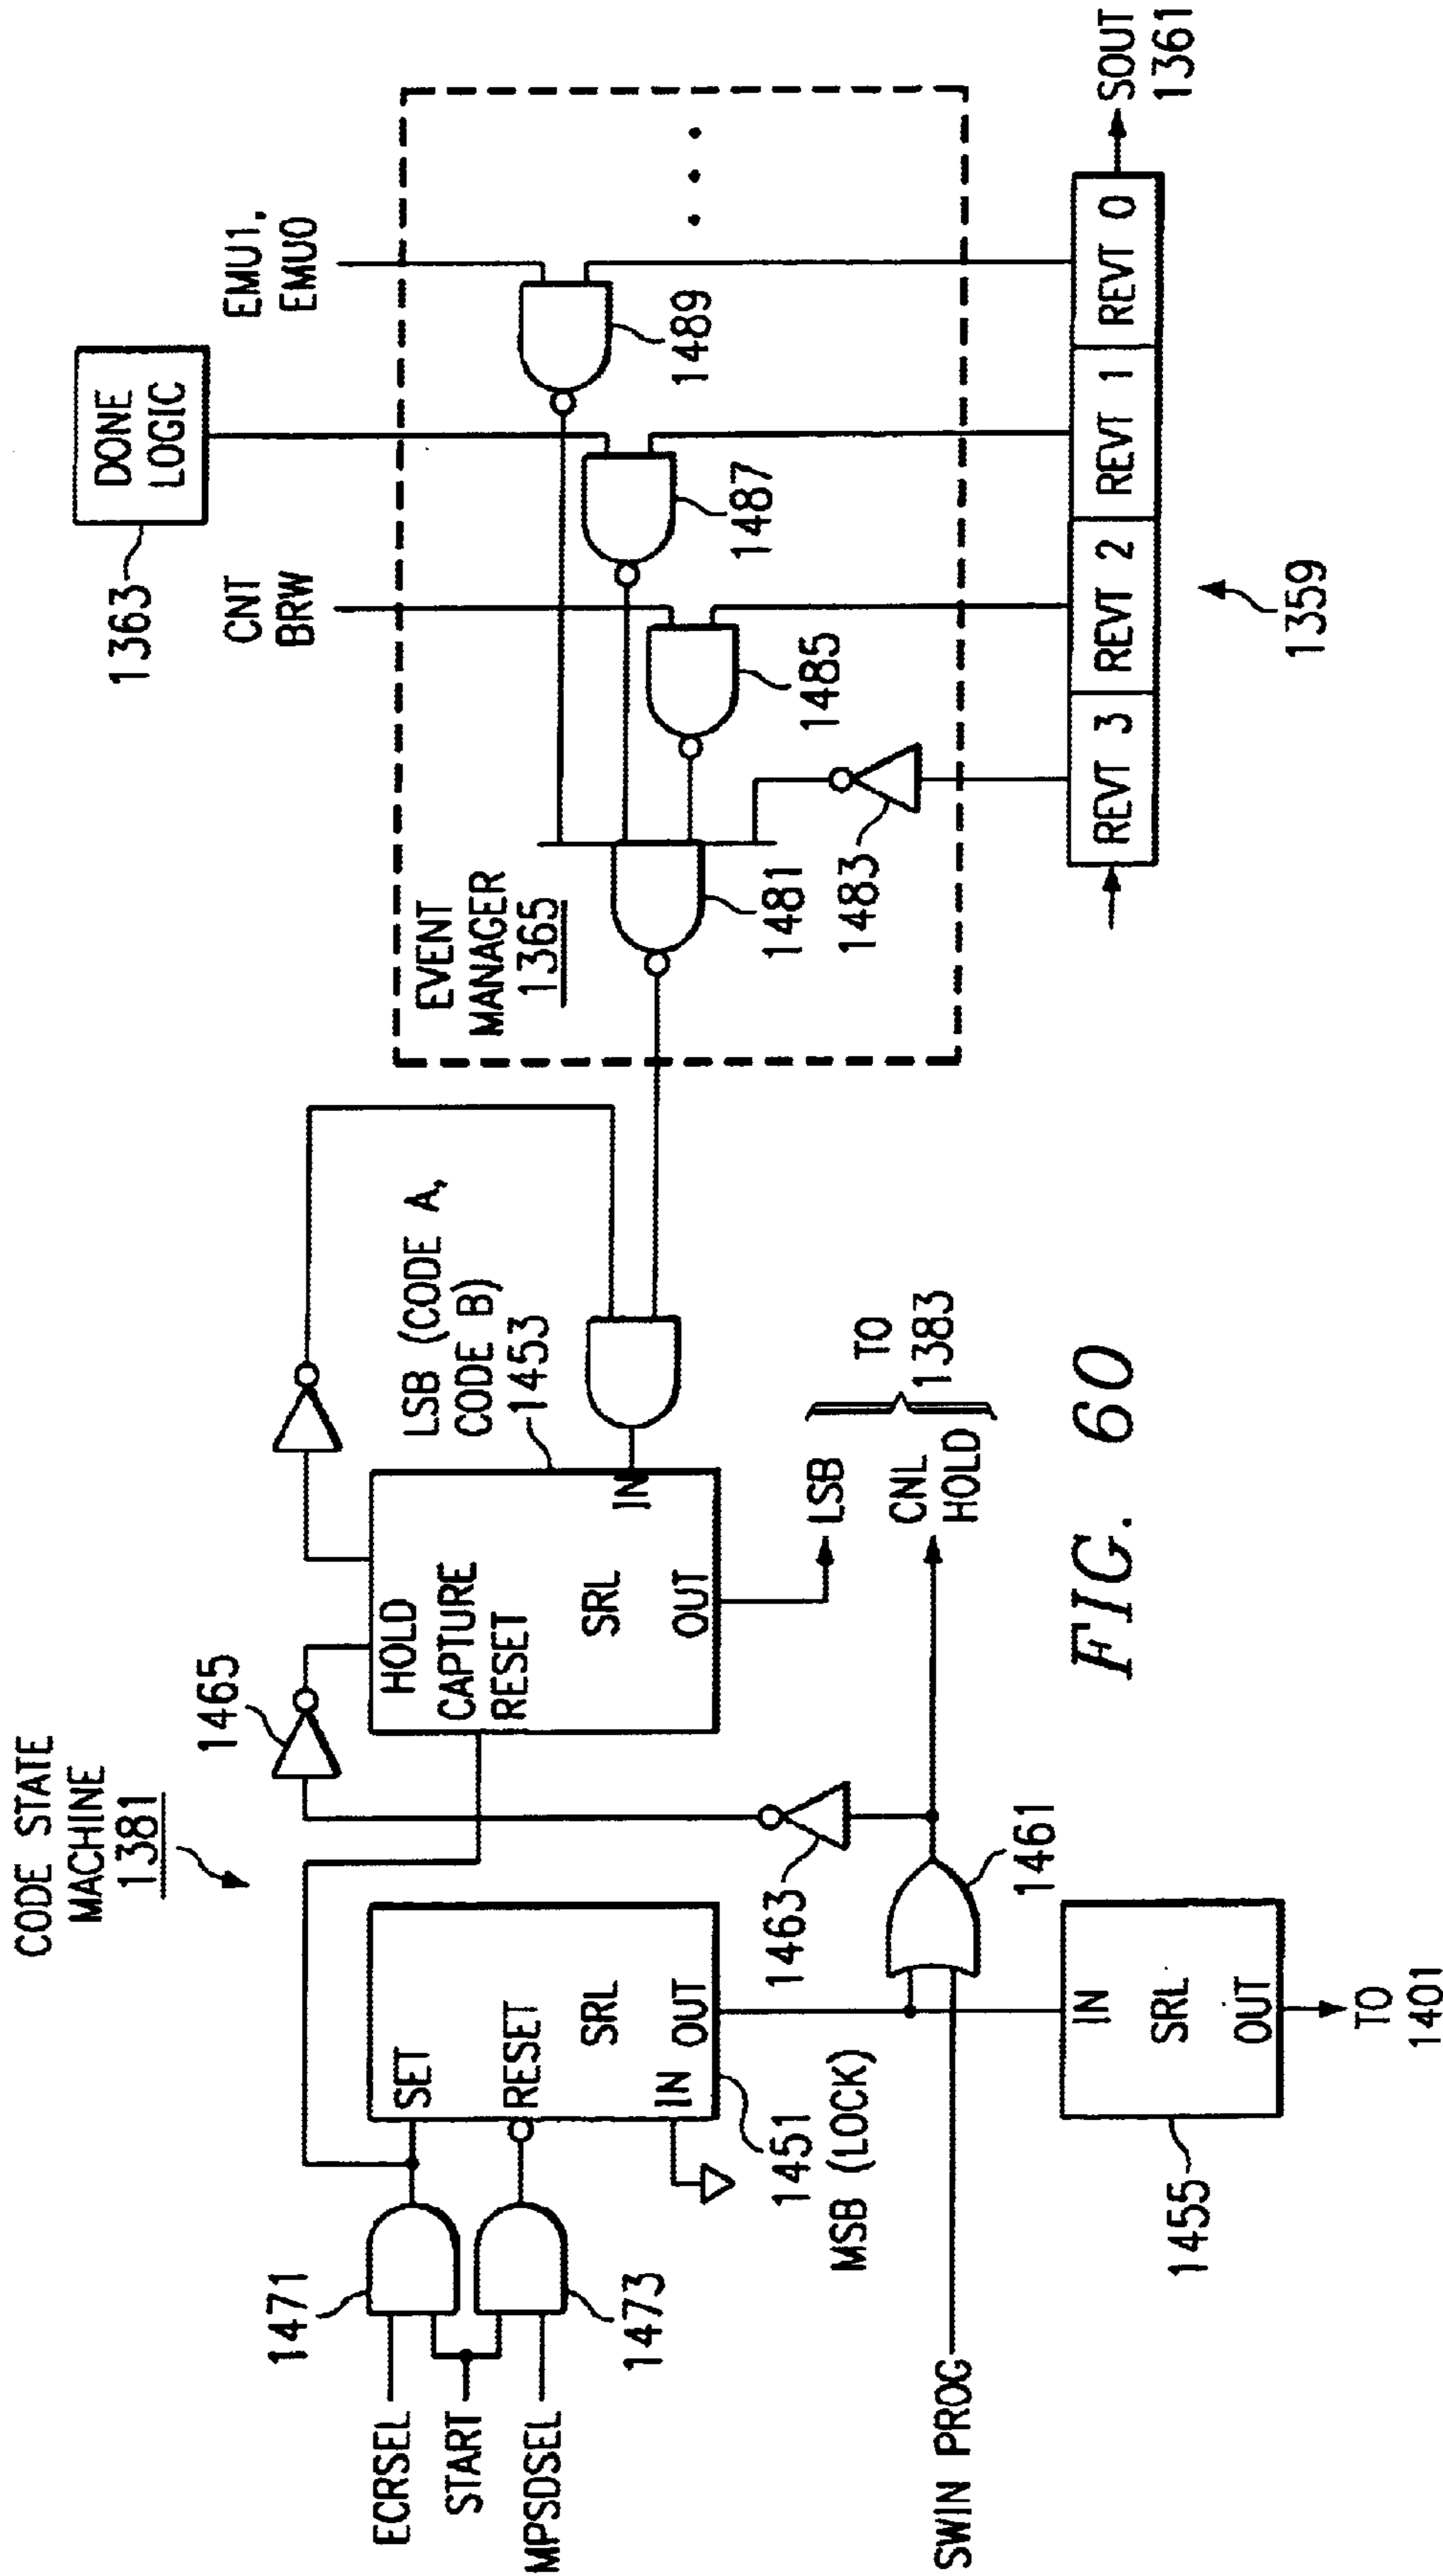 CODE STATE
MACHINE
1381
ECRSEL
START
MPSDSEL
1471
1473
SET
RESET
SRL
IN
OUT
1451
MSB (LOCK)
SWIN PROG
1455
IN
SRL
OUT
TO
1401
1461
1463
1465
HOLD
CAPTURE
RESET
SRL
IN
OUT
LSB (CODE A,
CODE B)
1453
LSB
CNL
HOLD
TO
1383
EVENT
MANAGER
1365
1481
1483
1485
1487
1489
1363
DONE
LOGIC
CNT
BRW
EMU1,
EMU0
REVT 3
REVT 2
REVT 1
REVT 0
SOUT
1361
1359
FIG. 60